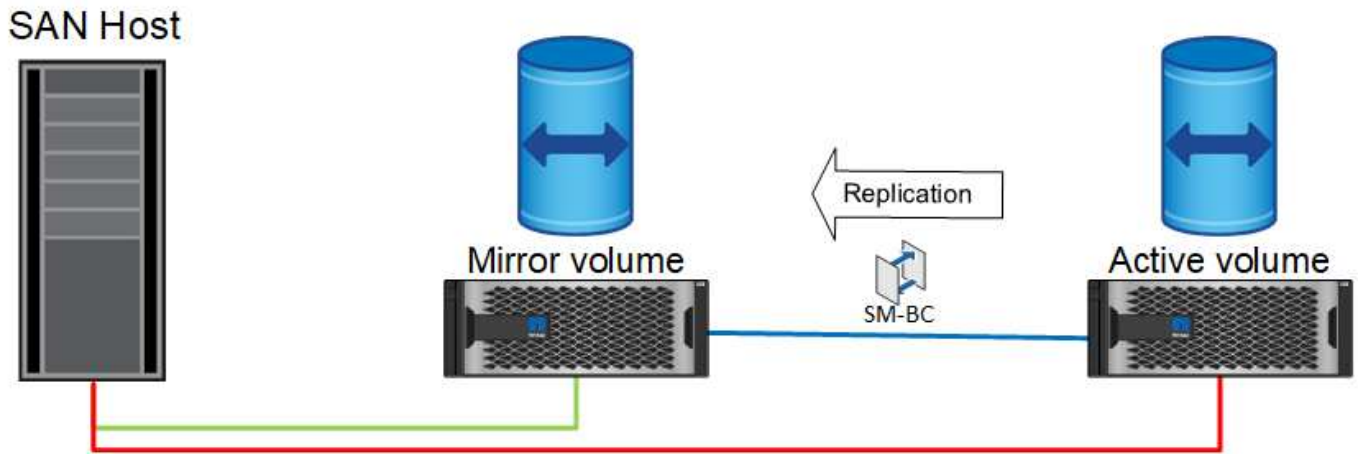 SAN Host
Replication
Mirror volume
Active volume
SM-BC